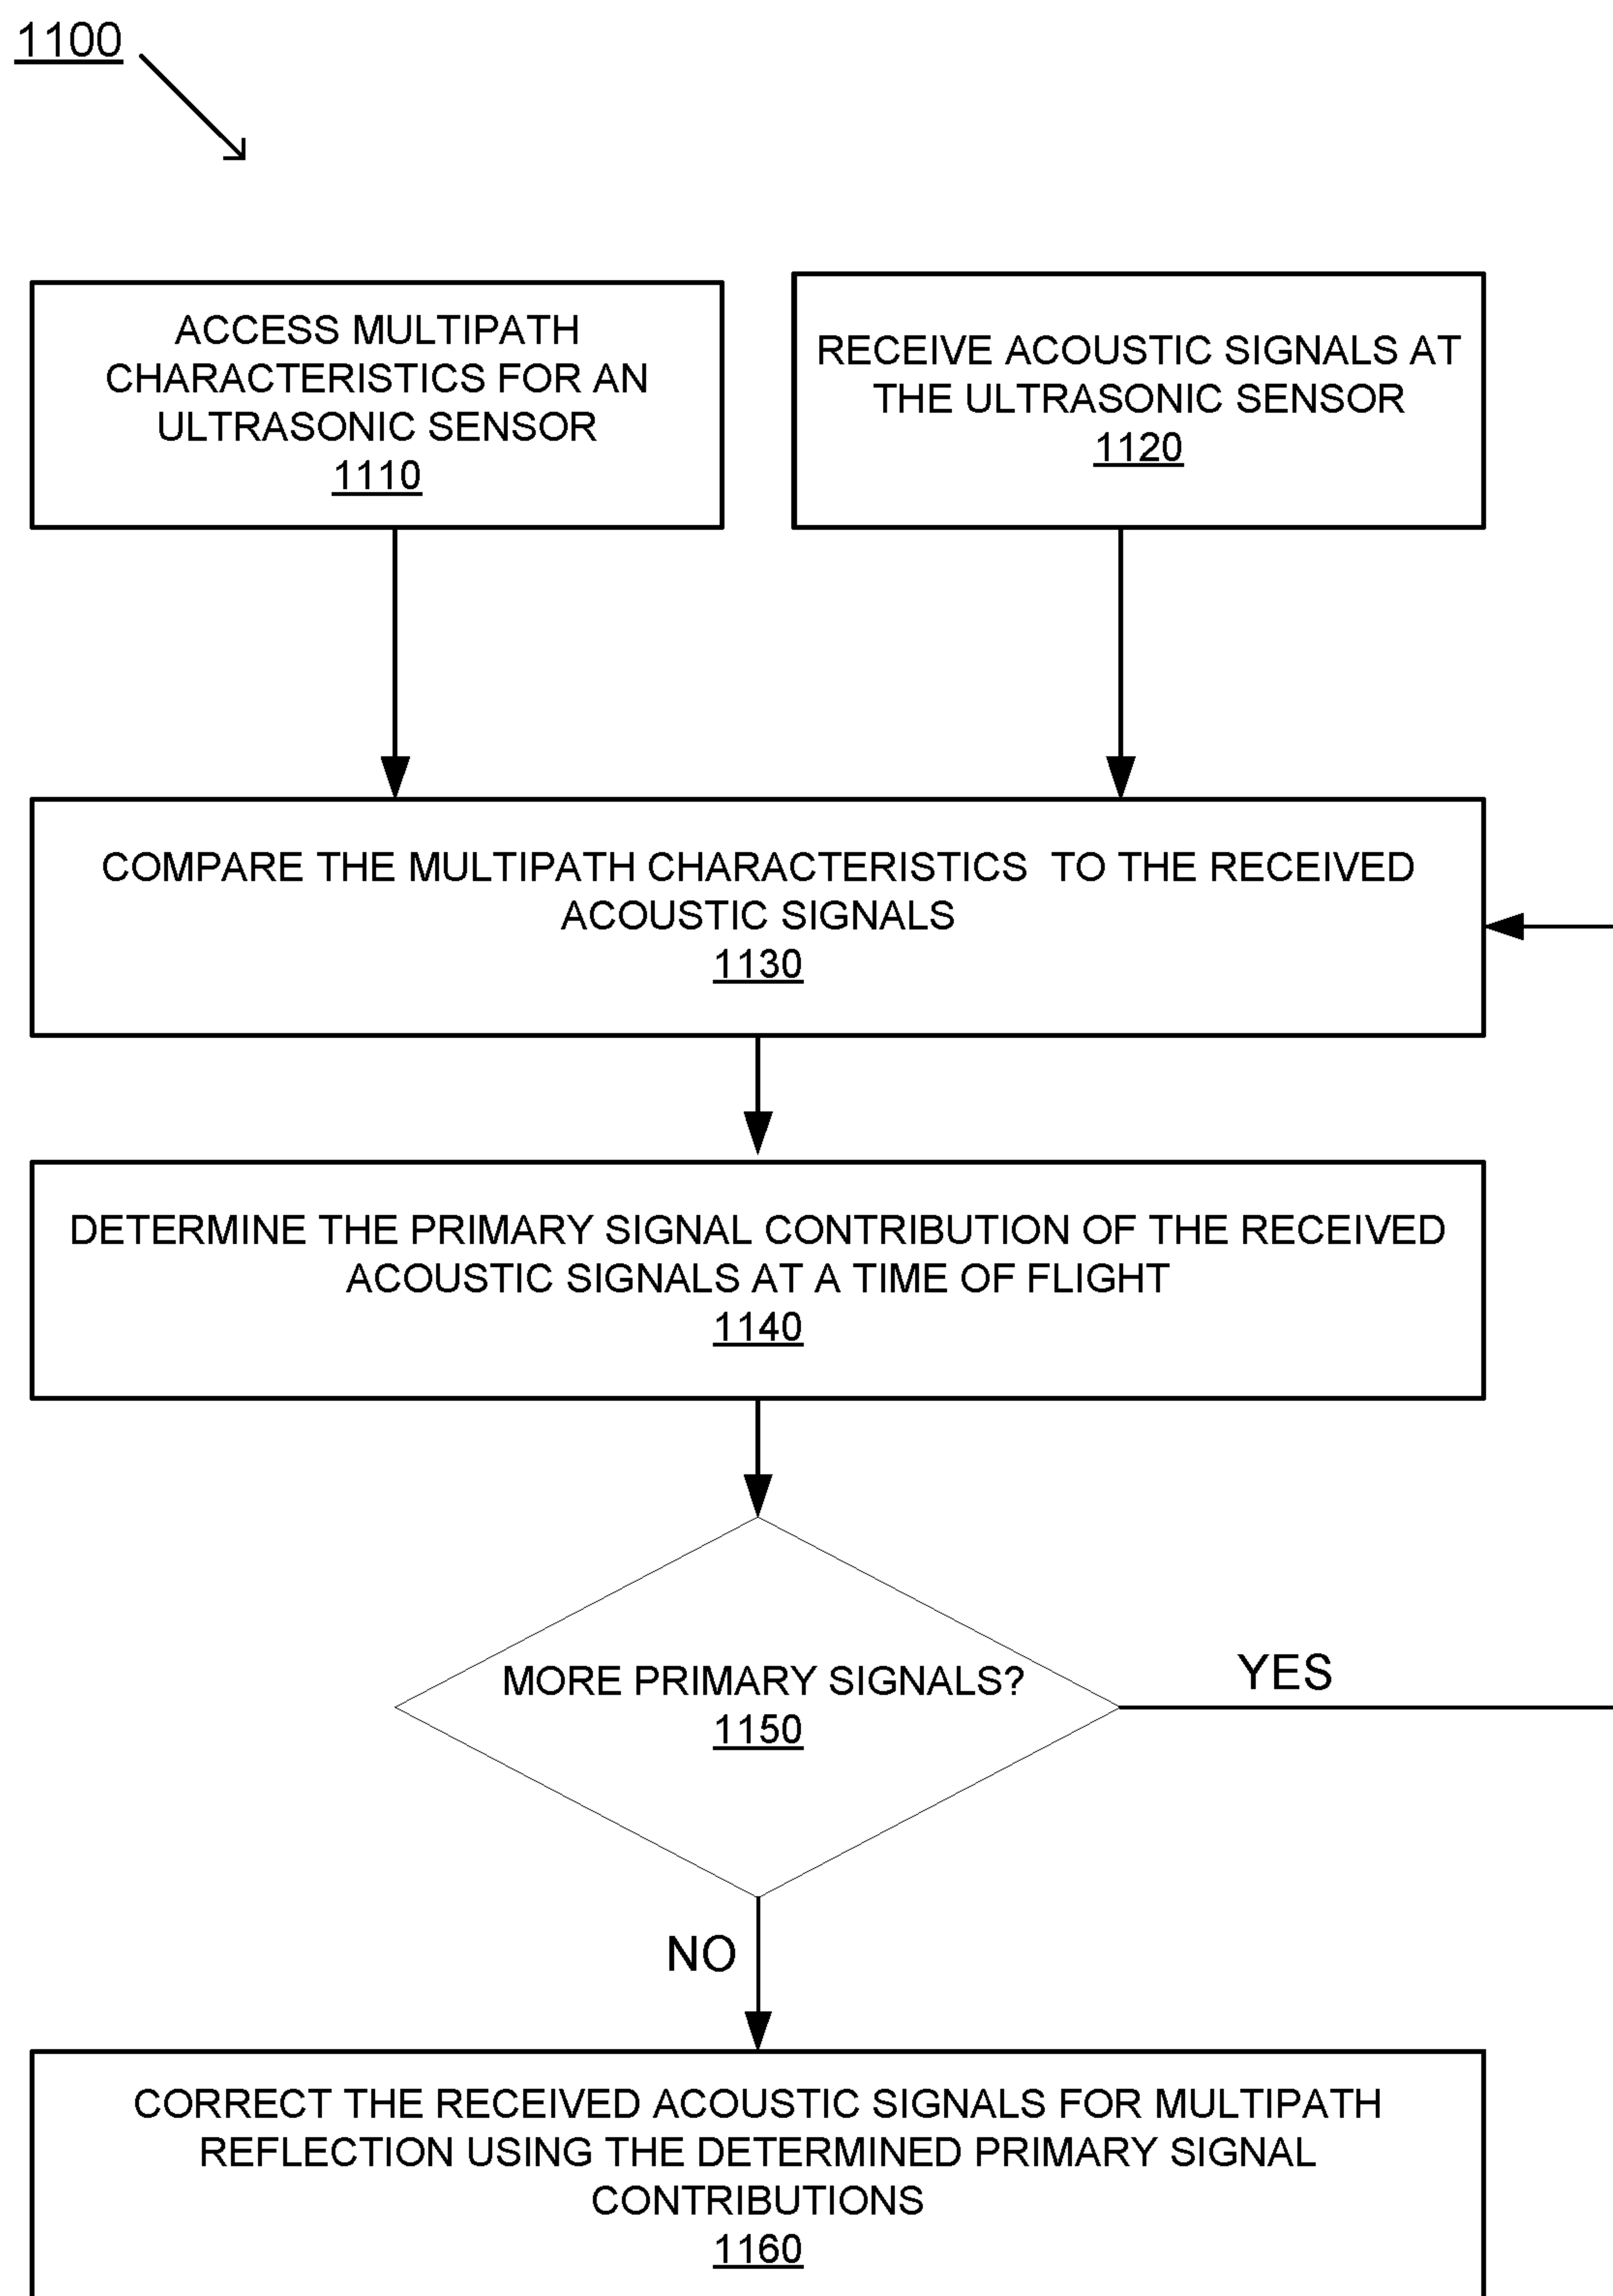 1100
ACCESS MULTIPATH
CHARACTERISTICS FOR AN
ULTRASONIC SENSOR
1110
RECEIVE ACOUSTIC SIGNALS AT
THE ULTRASONIC SENSOR
1120
COMPARE THE MULTIPATH CHARACTERISTICS TO THE RECEIVED
ACOUSTIC SIGNALS
1130
DETERMINE THE PRIMARY SIGNAL CONTRIBUTION OF THE RECEIVED
ACOUSTIC SIGNALS AT A TIME OF FLIGHT
1140
MORE PRIMARY SIGNALS?
1150
YES
NO
CORRECT THE RECEIVED ACOUSTIC SIGNALS FOR MULTIPATH
REFLECTION USING THE DETERMINED PRIMARY SIGNAL
CONTRIBUTIONS
1160